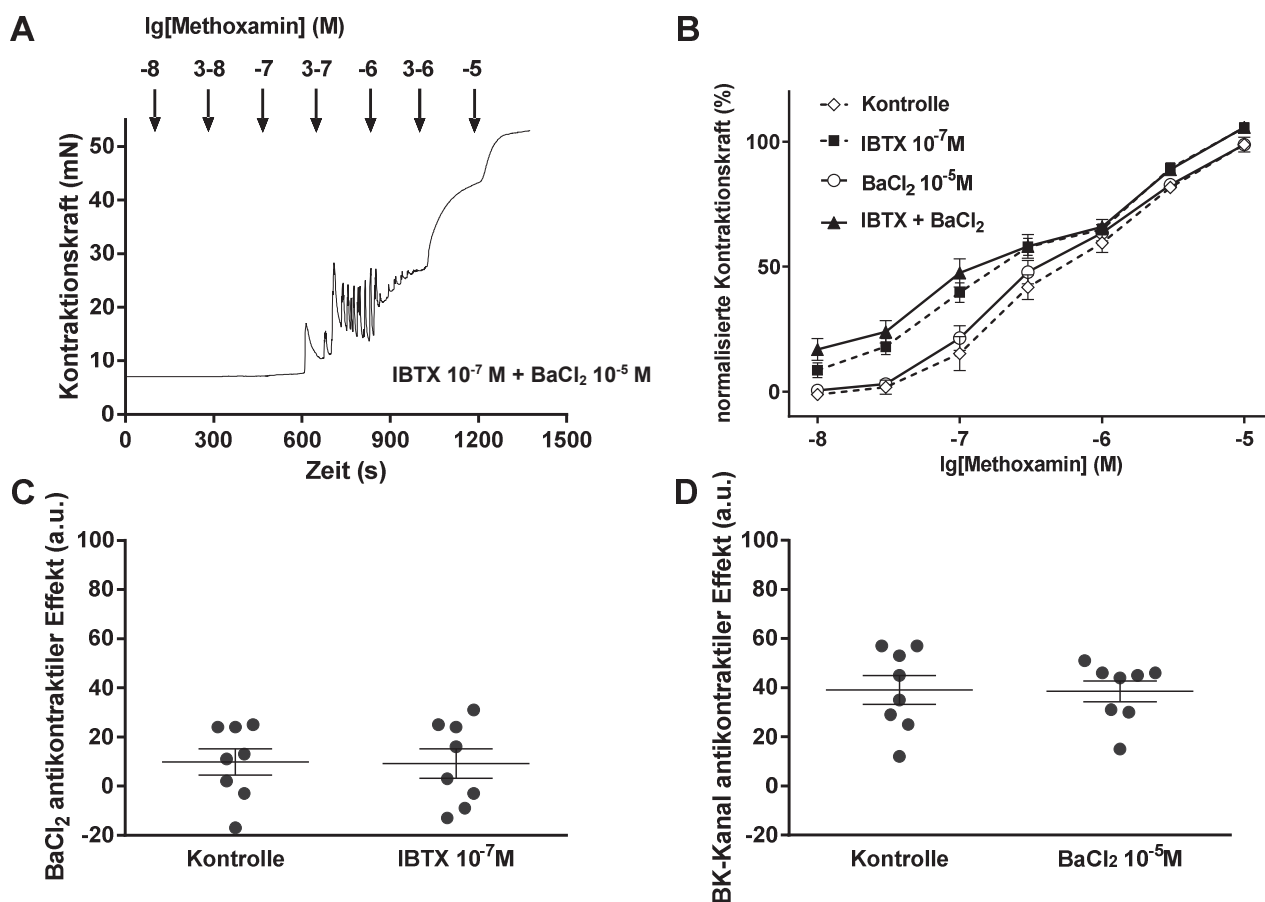 A
lg[Methoxamin] (M)
-8 3-8 -7 3-7 -6 3-6 -5
Kontraktionskraft (mN)
50
40
30
20
10
0
IBTX 10⁻⁷ M + BaCl₂ 10⁻⁵ M
0 300 600 900 1200 1500
Zeit (s)
B
normalisierte Kontraktionskraft (%)
Kontrolle
IBTX 10⁻⁷M
BaCl₂ 10⁻⁵M
IBTX + BaCl₂
100
50
0
-8 -7 -6 -5
lg[Methoxamin] (M)
C
BaCl₂ antikontraktiler Effekt (a.u.)
100
80
60
40
20
0
-20
Kontrolle IBTX 10⁻⁷M
D
BK-Kanal antikontraktiler Effekt (a.u.)
100
80
60
40
20
0
-20
Kontrolle BaCl₂ 10⁻⁵M